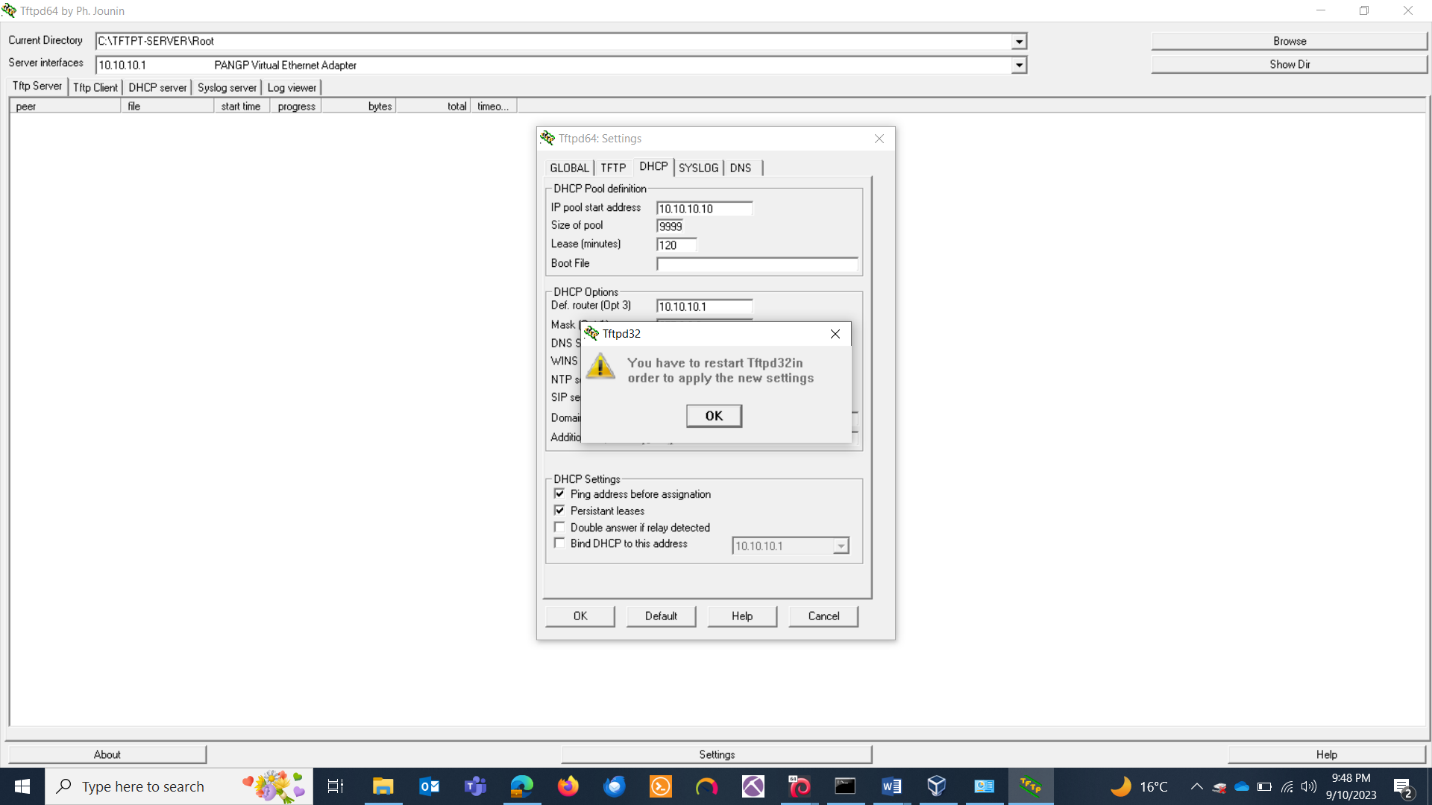 Tftpd64 by Ph. Jounin
Current Directory C:\TFTPT-SERVER\Root Browse
Server interfaces 10.10.10.1 PANGP Virtual Ethernet Adapter Show Dir
Tftp Server Tftp Client DHCP server Syslog server Log viewer
peer file start time progress bytes total timeo...
Tftpd64: Settings
GLOBAL TFTP DHCP SYSLOG DNS
DHCP Pool definition
IP pool start address 10.10.10.10
Size of pool 9999
Lease (minutes) 120
Boot File
DHCP Options
Def. router (Opt 3) 10.10.10.1
Mask
DNS S
WINS
NTP se
SIP se
Domai
Additio
Tftpd32
You have to restart Tftpd32in
order to apply the new settings
OK
DHCP Settings
Ping address before assignation
Persistant leases
Double answer if relay detected
Bind DHCP to this address 10.10.10.1
OK Default Help Cancel
About Settings Help
Type here to search
16°C
9:48 PM
9/10/2023
2